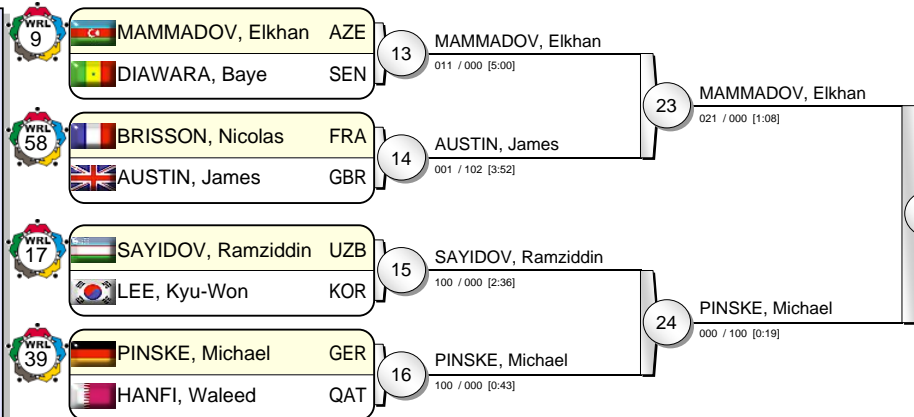 WRL
9
MAMMADOV, Elkhan AZE
DIAWARA, Baye SEN
13
MAMMADOV, Elkhan
011 / 000 [5:00]
WRL
58
BRISSON, Nicolas FRA
AUSTIN, James GBR
14
AUSTIN, James
001 / 102 [3:52]
23
MAMMADOV, Elkhan
021 / 000 [1:08]
WRL
17
SAYIDOV, Ramziddin UZB
LEE, Kyu-Won KOR
15
SAYIDOV, Ramziddin
100 / 000 [2:36]
WRL
39
PINSKE, Michael GER
HANFI, Waleed QAT
16
PINSKE, Michael
100 / 000 [0:43]
24
PINSKE, Michael
000 / 100 [0:19]